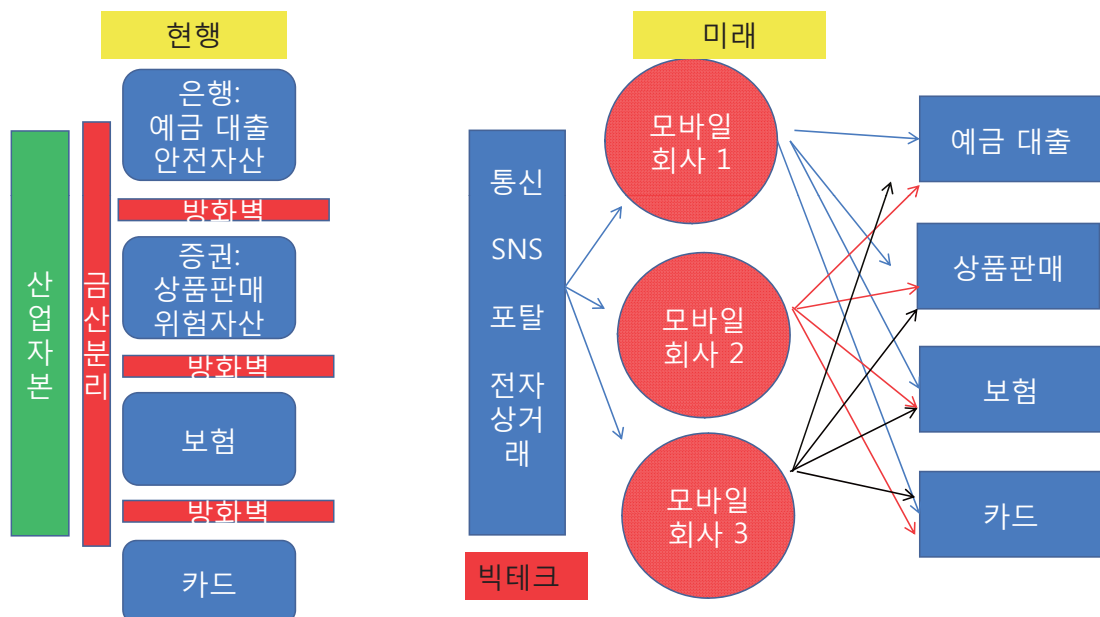 현행
은행:
예금 대출
안전자산
방화벽
증권:
상품판매
위험자산
방화벽
보험
방화벽
카드
산
업
자
본
금
산
분
리
미래
통신
SNS
포탈
전자
상거
래
빅테크
모바일
회사 1
모바일
회사 2
모바일
회사 3
예금 대출
상품판매
보험
카드